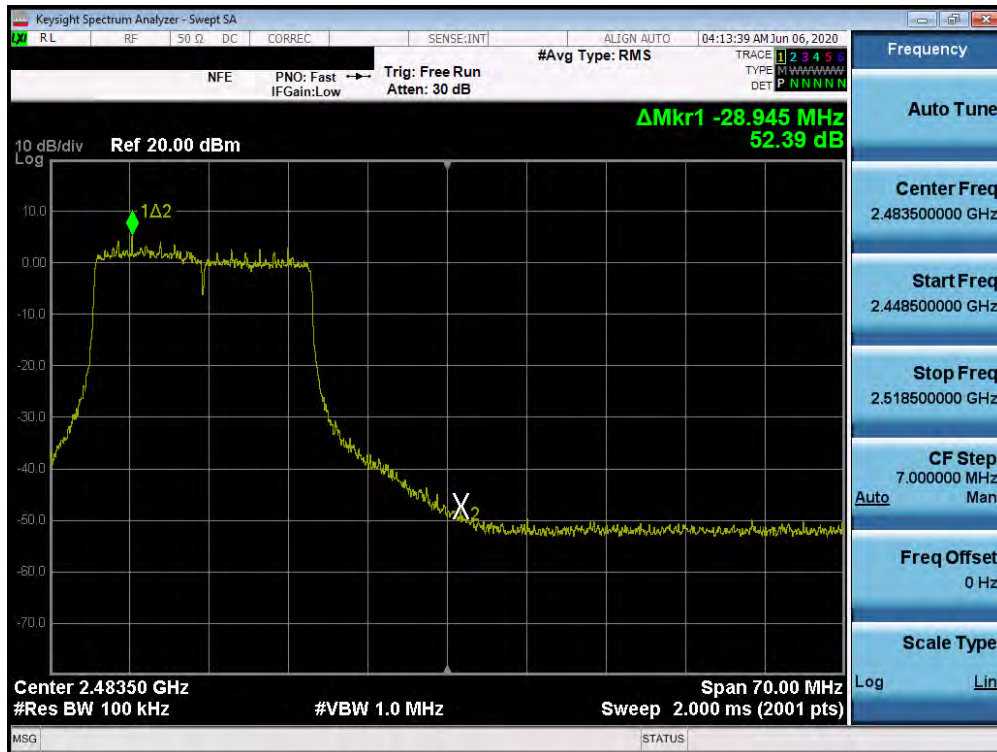 Keysight Spectrum Analyzer - Swept SA
LXI RL RF 50 Ω DC CORREC SENSE:INT ALIGN AUTO 04:13:39 AM Jun 06, 2020
#Avg Type: RMS TRACE 1 2 3 4 5 6
NFE PNO: Fast Trig: Free Run TYPE M WWWWW
IFGain:Low Atten: 30 dB DET P N N N N N
ΔMkr1 -28.945 MHz
52.39 dB
10 dB/div Ref 20.00 dBm
Log
10.0
1Δ2
0.00
-10.0
-20.0
-30.0
-40.0
X2
-50.0
-60.0
-70.0
Center 2.48350 GHz Span 70.00 MHz
#Res BW 100 kHz #VBW 1.0 MHz Sweep 2.000 ms (2001 pts)
MSG STATUS
Frequency
Auto Tune
Center Freq
2.483500000 GHz
Start Freq
2.448500000 GHz
Stop Freq
2.518500000 GHz
CF Step
7.000000 MHz
Auto Man
Freq Offset
0 Hz
Scale Type
Log Lin